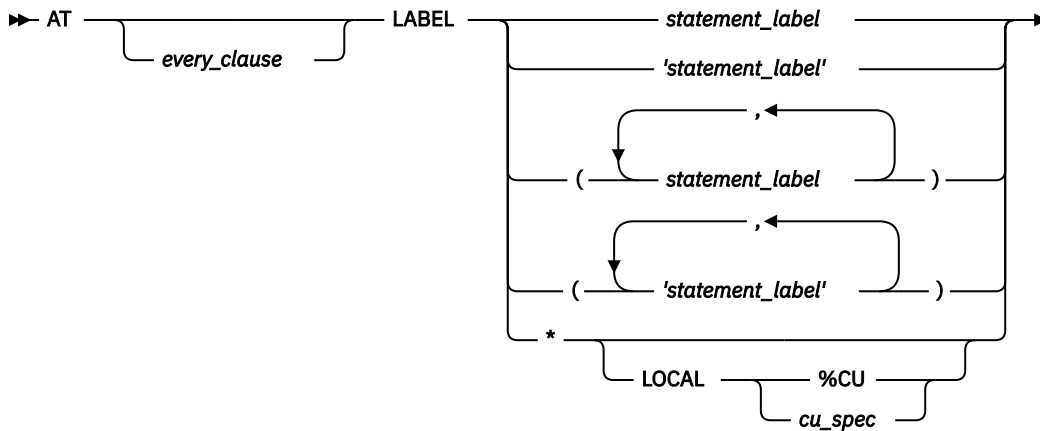 AT LABEL statement_label
every_clause
'statement_label'
,
( statement_label )
,
( 'statement_label' )
*
LOCAL %CU
cu_spec